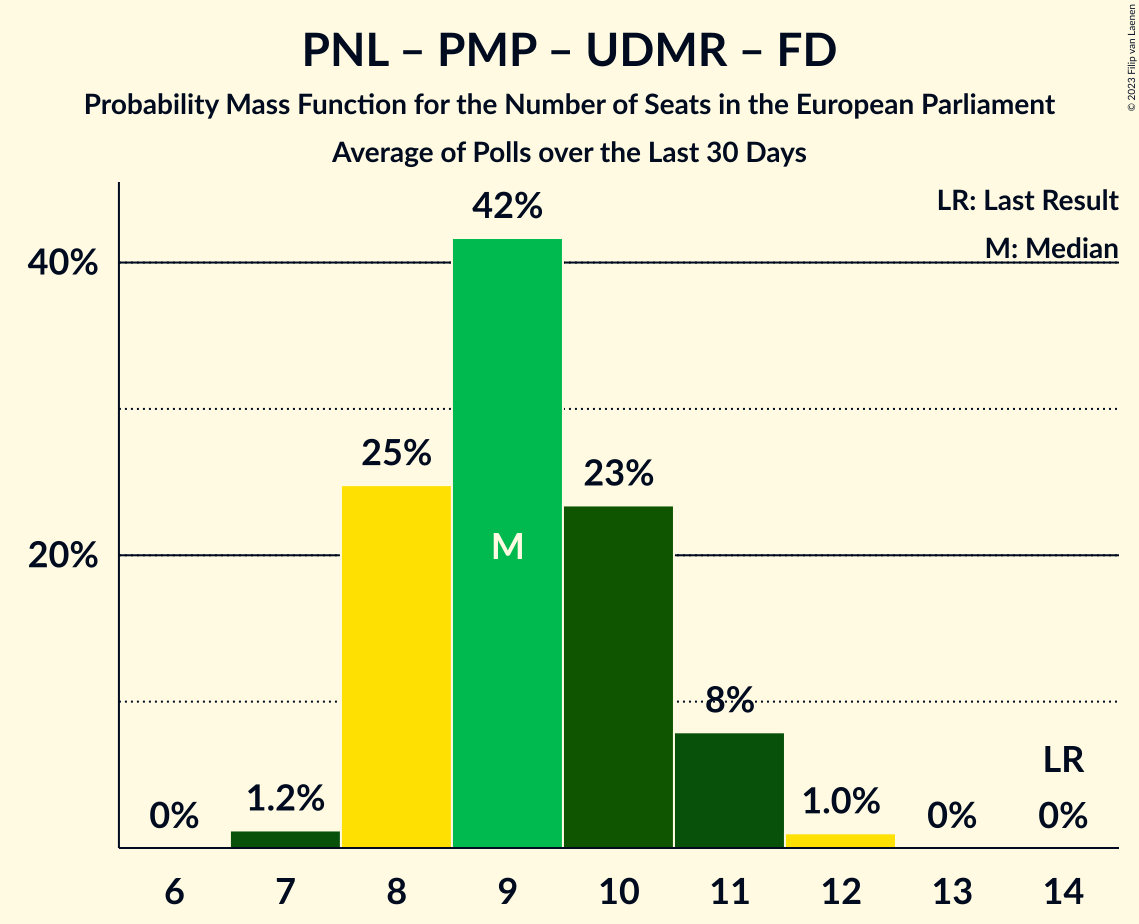 PNL – PMP – UDMR – FD
Probability Mass Function for the Number of Seats in the European Parliament
Average of Polls over the Last 30 Days
© 2023 Filip van Laenen
LR: Last Result
M: Median
40%
20%
0%
1.2%
25%
42%
M
23%
8%
1.0%
0%
LR
0%
6 7 8 9 10 11 12 13 14